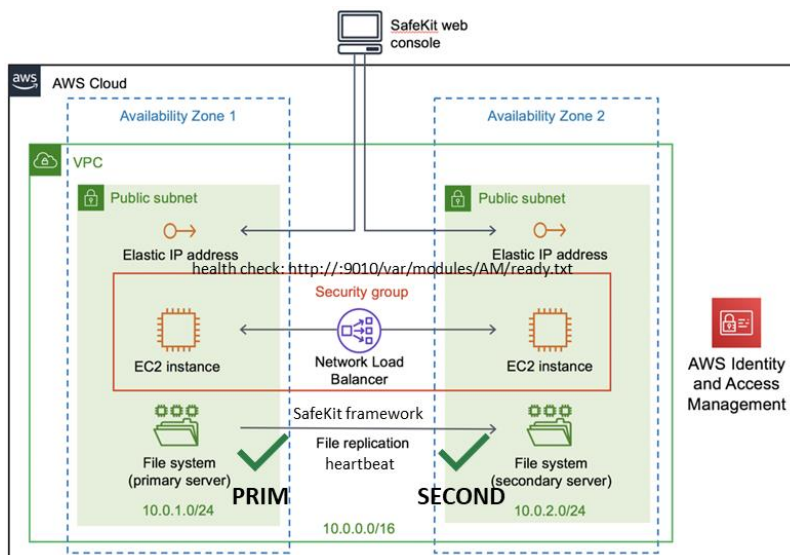 SafeKit web
console
aws
AWS Cloud
Availability Zone 1
Availability Zone 2
VPC
Public subnet
Public subnet
Elastic IP address
Elastic IP address
health check: http://:9010/var/modules/AM/ready.txt
Security group
EC2 instance
Network Load
Balancer
EC2 instance
AWS Identity
and Access
Management
SafeKit framework
File replication
heartbeat
File system
(primary server)
File system
(secondary server)
PRIM
SECOND
10.0.1.0/24
10.0.2.0/24
10.0.0.0/16